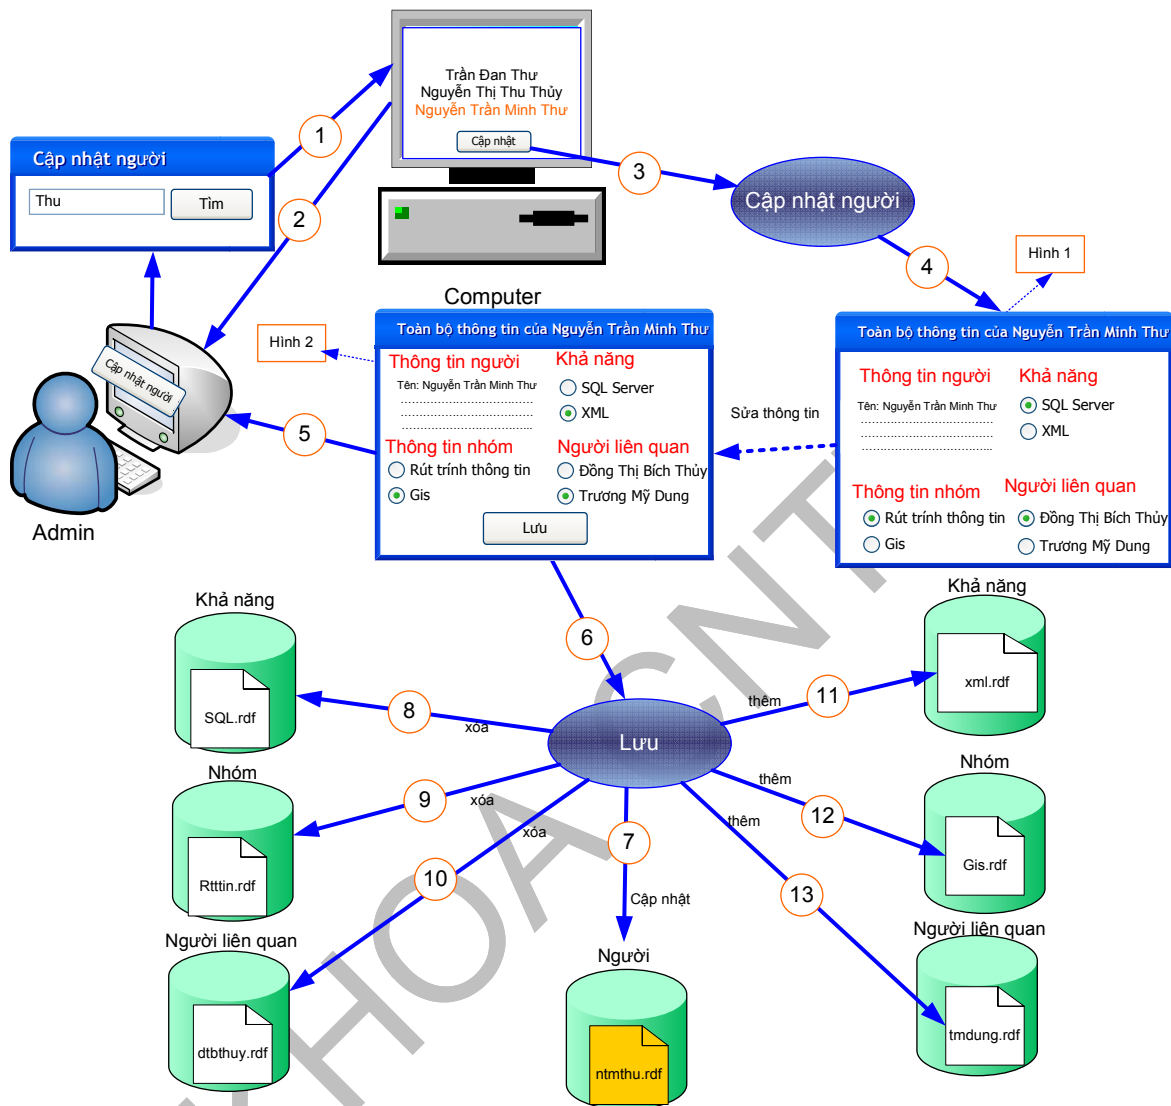 Trần Đan Thư
Nguyễn Thị Thu Thủy
Nguyễn Trần Minh Thư
Cập nhật
1
Cập nhật người
Thu
Tìm
2
3
Cập nhật người
4
Hình 1
Computer
Hình 2
Cập nhật người
Admin
5
Toàn bộ thông tin của Nguyễn Trần Minh Thư
Thông tin người
Khả năng
Tên: Nguyễn Trần Minh Thư
SQL Server
XML
Thông tin nhóm
Người liên quan
Rút trính thông tin
Đồng Thị Bích Thủy
Gis
Trương Mỹ Dung
Lưu
Sửa thông tin
Toàn bộ thông tin của Nguyễn Trần Minh Thư
Thông tin người
Khả năng
Tên: Nguyễn Trần Minh Thư
SQL Server
XML
Thông tin nhóm
Người liên quan
Rút trính thông tin
Đồng Thị Bích Thủy
Gis
Trương Mỹ Dung
6
Lưu
Khả năng
SQL.rdf
8
xóa
Nhóm
Rtttin.rdf
9
xóa
Người liên quan
dtbthuy.rdf
10
xóa
7
Cập nhật
Người
ntmthu.rdf
Khả năng
xml.rdf
11
thêm
Nhóm
Gis.rdf
12
thêm
Người liên quan
tmdung.rdf
13
thêm
KHOA CNT